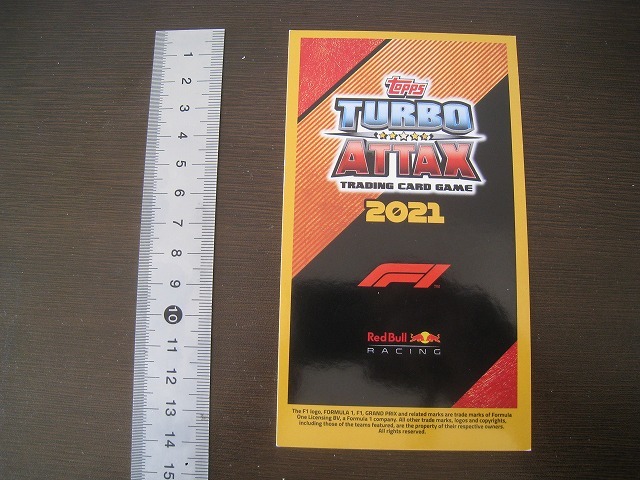 1
2
3
4
5
6
7
8
9
10
11
12
13
14
15
Topps
TURBO
ATTAX
TRADING CARD GAME
2021
F1
Red Bull
RACING
The F1 logo, FORMULA 1, F1, GRAND PRIX and related marks are trade marks of Formula
One Licensing BV, a Formula 1 company. All other trade marks, logos and copyrights,
including those of the teams featured, are the property of their respective owners.
All rights reserved.